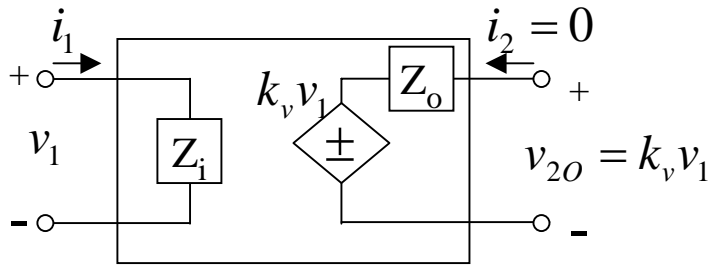 i₁
i₂ = 0
+
Zₒ
+
kᵥv₁
v₁
Zᵢ
±
v₂O = kᵥv₁
-
-